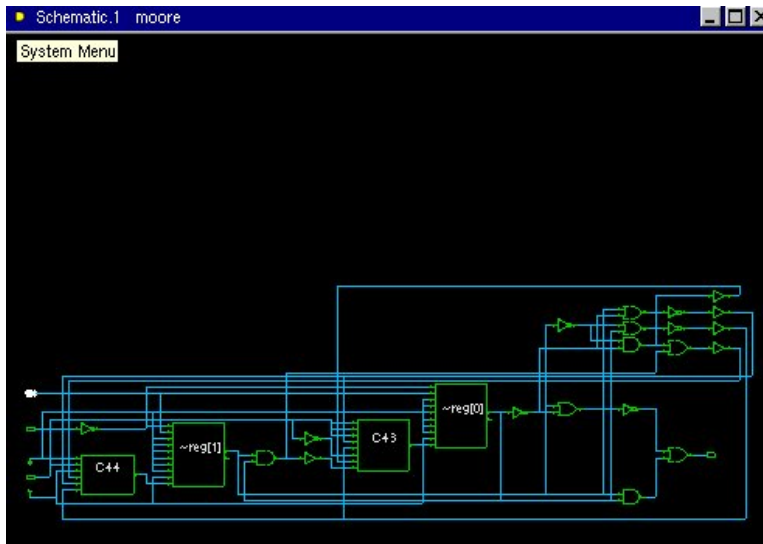 Schematic.1 moore
System Menu
~reg[0]
~reg[1]
C43
C44